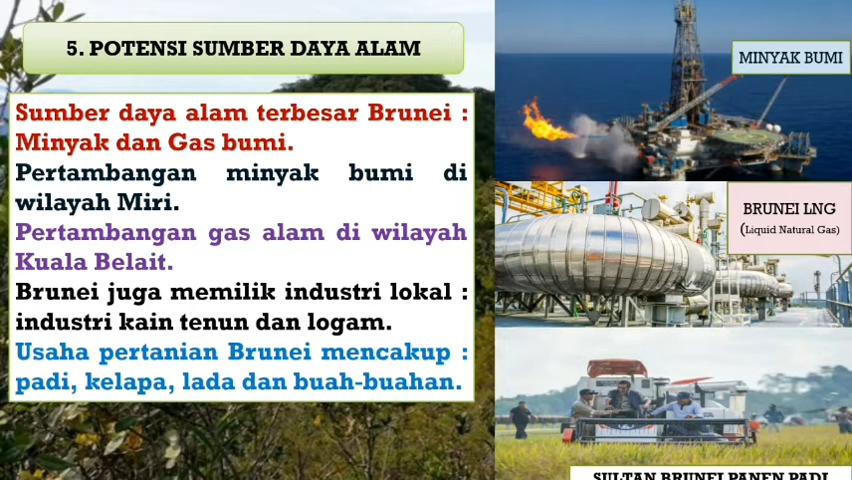 5. POTENSI SUMBER DAYA ALAM
Sumber daya alam terbesar Brunei :
Minyak dan Gas bumi.
Pertambangan minyak bumi di
wilayah Miri.
Pertambangan gas alam di wilayah
Kuala Belait.
Brunei juga memilik industri lokal :
industri kain tenun dan logam.
Usaha pertanian Brunei mencakup :
padi, kelapa, lada dan buah-buahan.
MINYAK BUMI
BRUNEI LNG
(Liquid Natural Gas)
SULTAN BRUNEI PANEN PADI